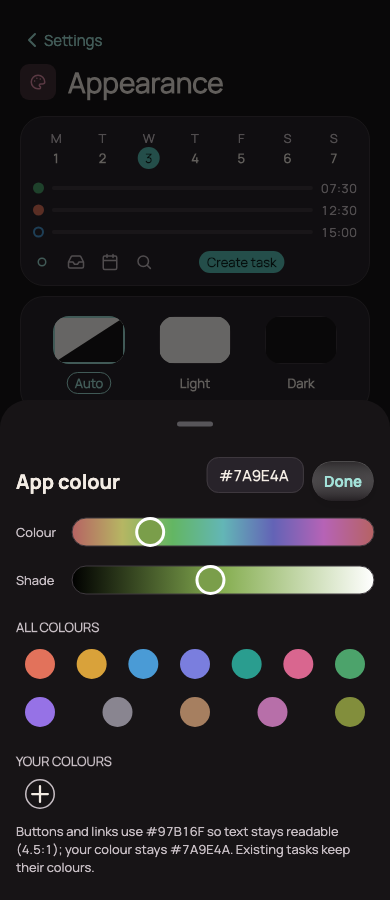 Settings
Appearance
M T W T F S S
1 2 3 4 5 6 7
07:30
12:30
15:00
Create task
Auto Light Dark
App colour #7A9E4A Done
Colour
Shade
ALL COLOURS
YOUR COLOURS
Buttons and links use #97B16F so text stays readable
(4.5:1); your colour stays #7A9E4A. Existing tasks keep
their colours.